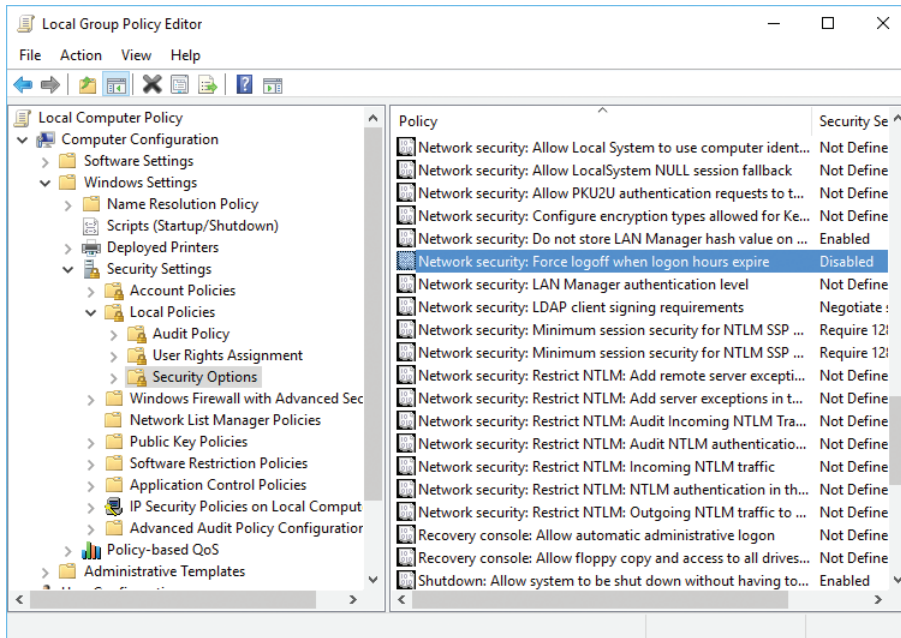 Local Group Policy Editor
File Action View Help
Local Computer Policy
Computer Configuration
Software Settings
Windows Settings
Name Resolution Policy
Scripts (Startup/Shutdown)
Deployed Printers
Security Settings
Account Policies
Local Policies
Audit Policy
User Rights Assignment
Security Options
Windows Firewall with Advanced Sec
Network List Manager Policies
Public Key Policies
Software Restriction Policies
Application Control Policies
IP Security Policies on Local Comput
Advanced Audit Policy Configuration
Policy-based QoS
Administrative Templates
Policy Security Se
Network security: Allow Local System to use computer ident... Not Define
Network security: Allow LocalSystem NULL session fallback Not Define
Network security: Allow PKU2U authentication requests to t... Not Define
Network security: Configure encryption types allowed for Ke... Not Define
Network security: Do not store LAN Manager hash value on ... Enabled
Network security: Force logoff when logon hours expire Disabled
Network security: LAN Manager authentication level Not Define
Network security: LDAP client signing requirements Negotiate s
Network security: Minimum session security for NTLM SSP ... Require 128
Network security: Minimum session security for NTLM SSP ... Require 128
Network security: Restrict NTLM: Add remote server excepti... Not Define
Network security: Restrict NTLM: Add server exceptions in t... Not Define
Network security: Restrict NTLM: Audit Incoming NTLM Tra... Not Define
Network security: Restrict NTLM: Audit NTLM authenticatio... Not Define
Network security: Restrict NTLM: Incoming NTLM traffic Not Define
Network security: Restrict NTLM: NTLM authentication in th... Not Define
Network security: Restrict NTLM: Outgoing NTLM traffic to ... Not Define
Recovery console: Allow automatic administrative logon Not Define
Recovery console: Allow floppy copy and access to all drives... Not Define
Shutdown: Allow system to be shut down without having to... Enabled